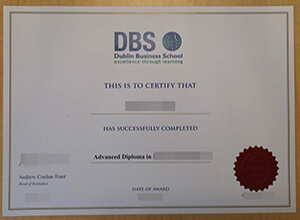 DBS
Dublin Business School
excellence through learning
THIS IS TO CERTIFY THAT
HAS SUCCESSFULLY COMPLETED
Advanced Diploma in
Andrew Conlan-Trant
Head of Institution
DATE OF AWARD